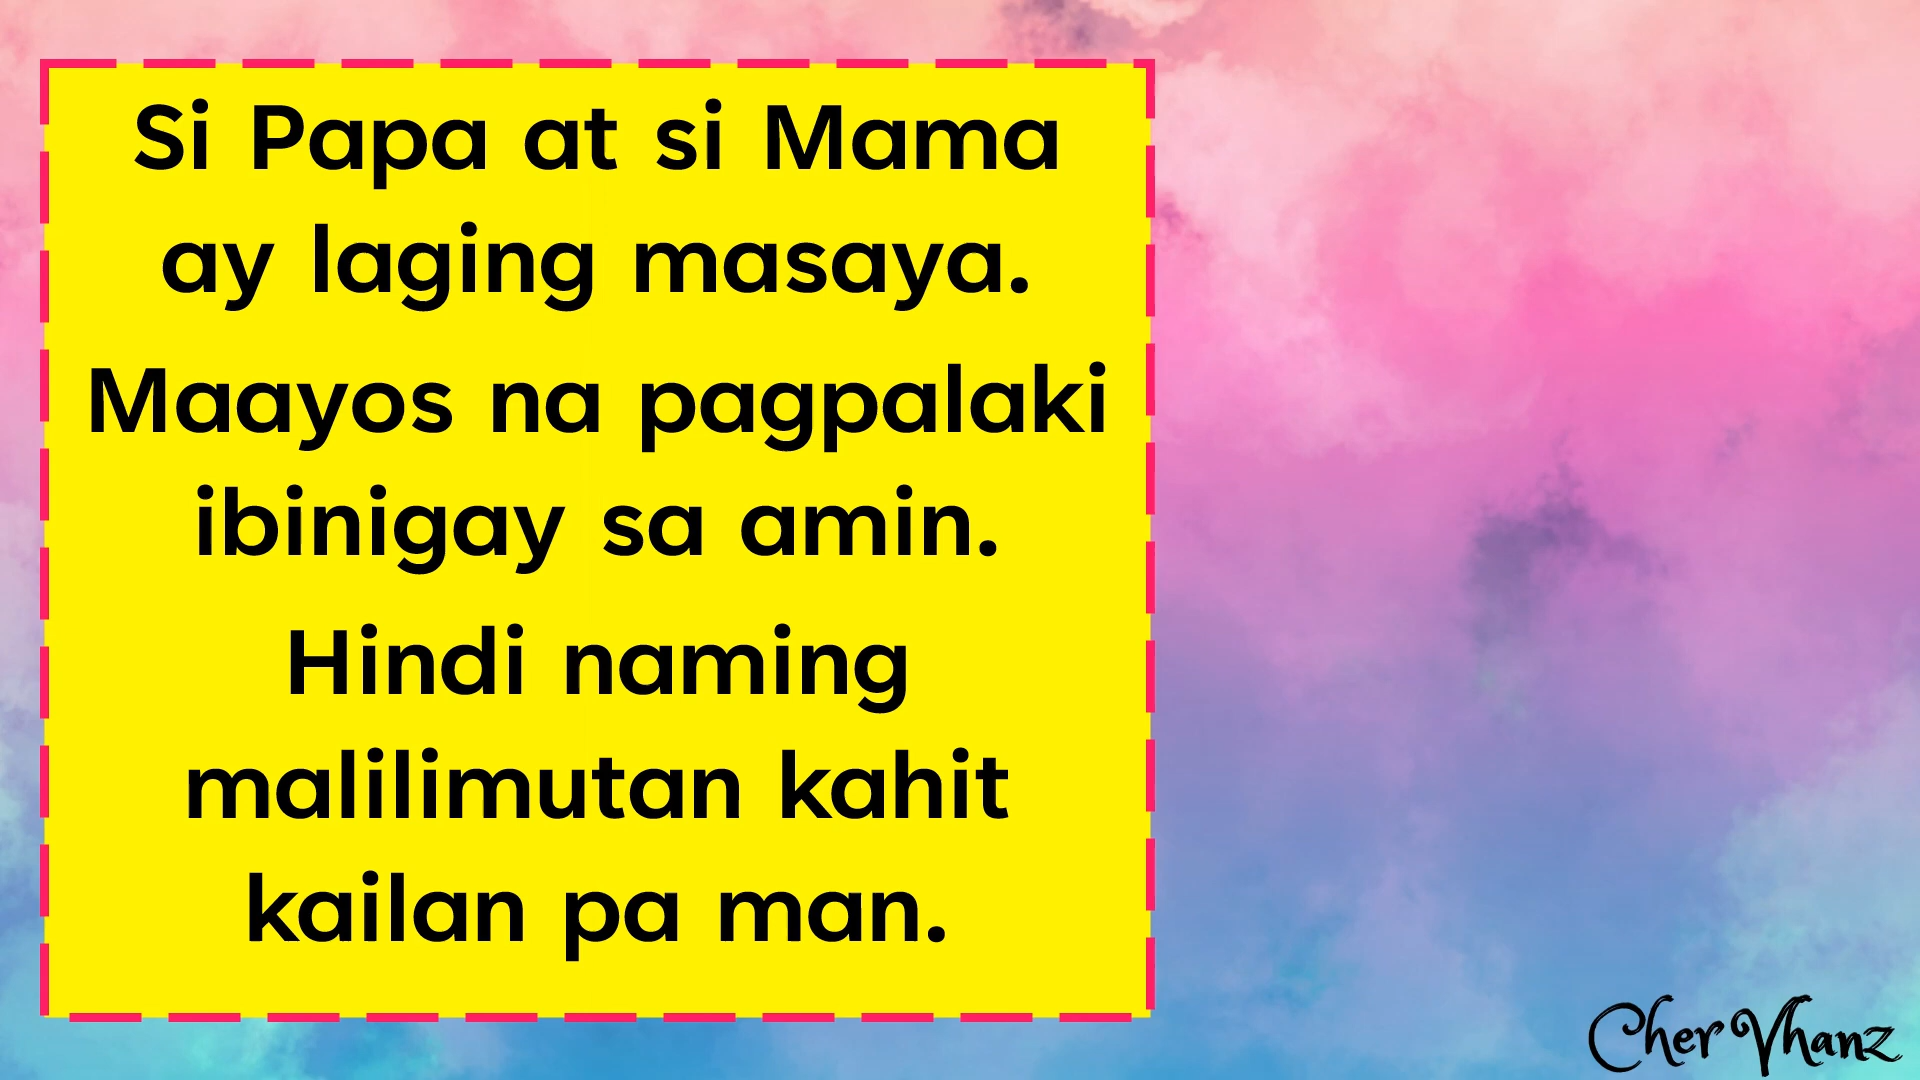 Si Papa at si Mama
ay laging masaya.
Maayos na pagpalaki
ibinigay sa amin.
Hindi naming
malilimutan kahit
kailan pa man.
Cher Vhanz